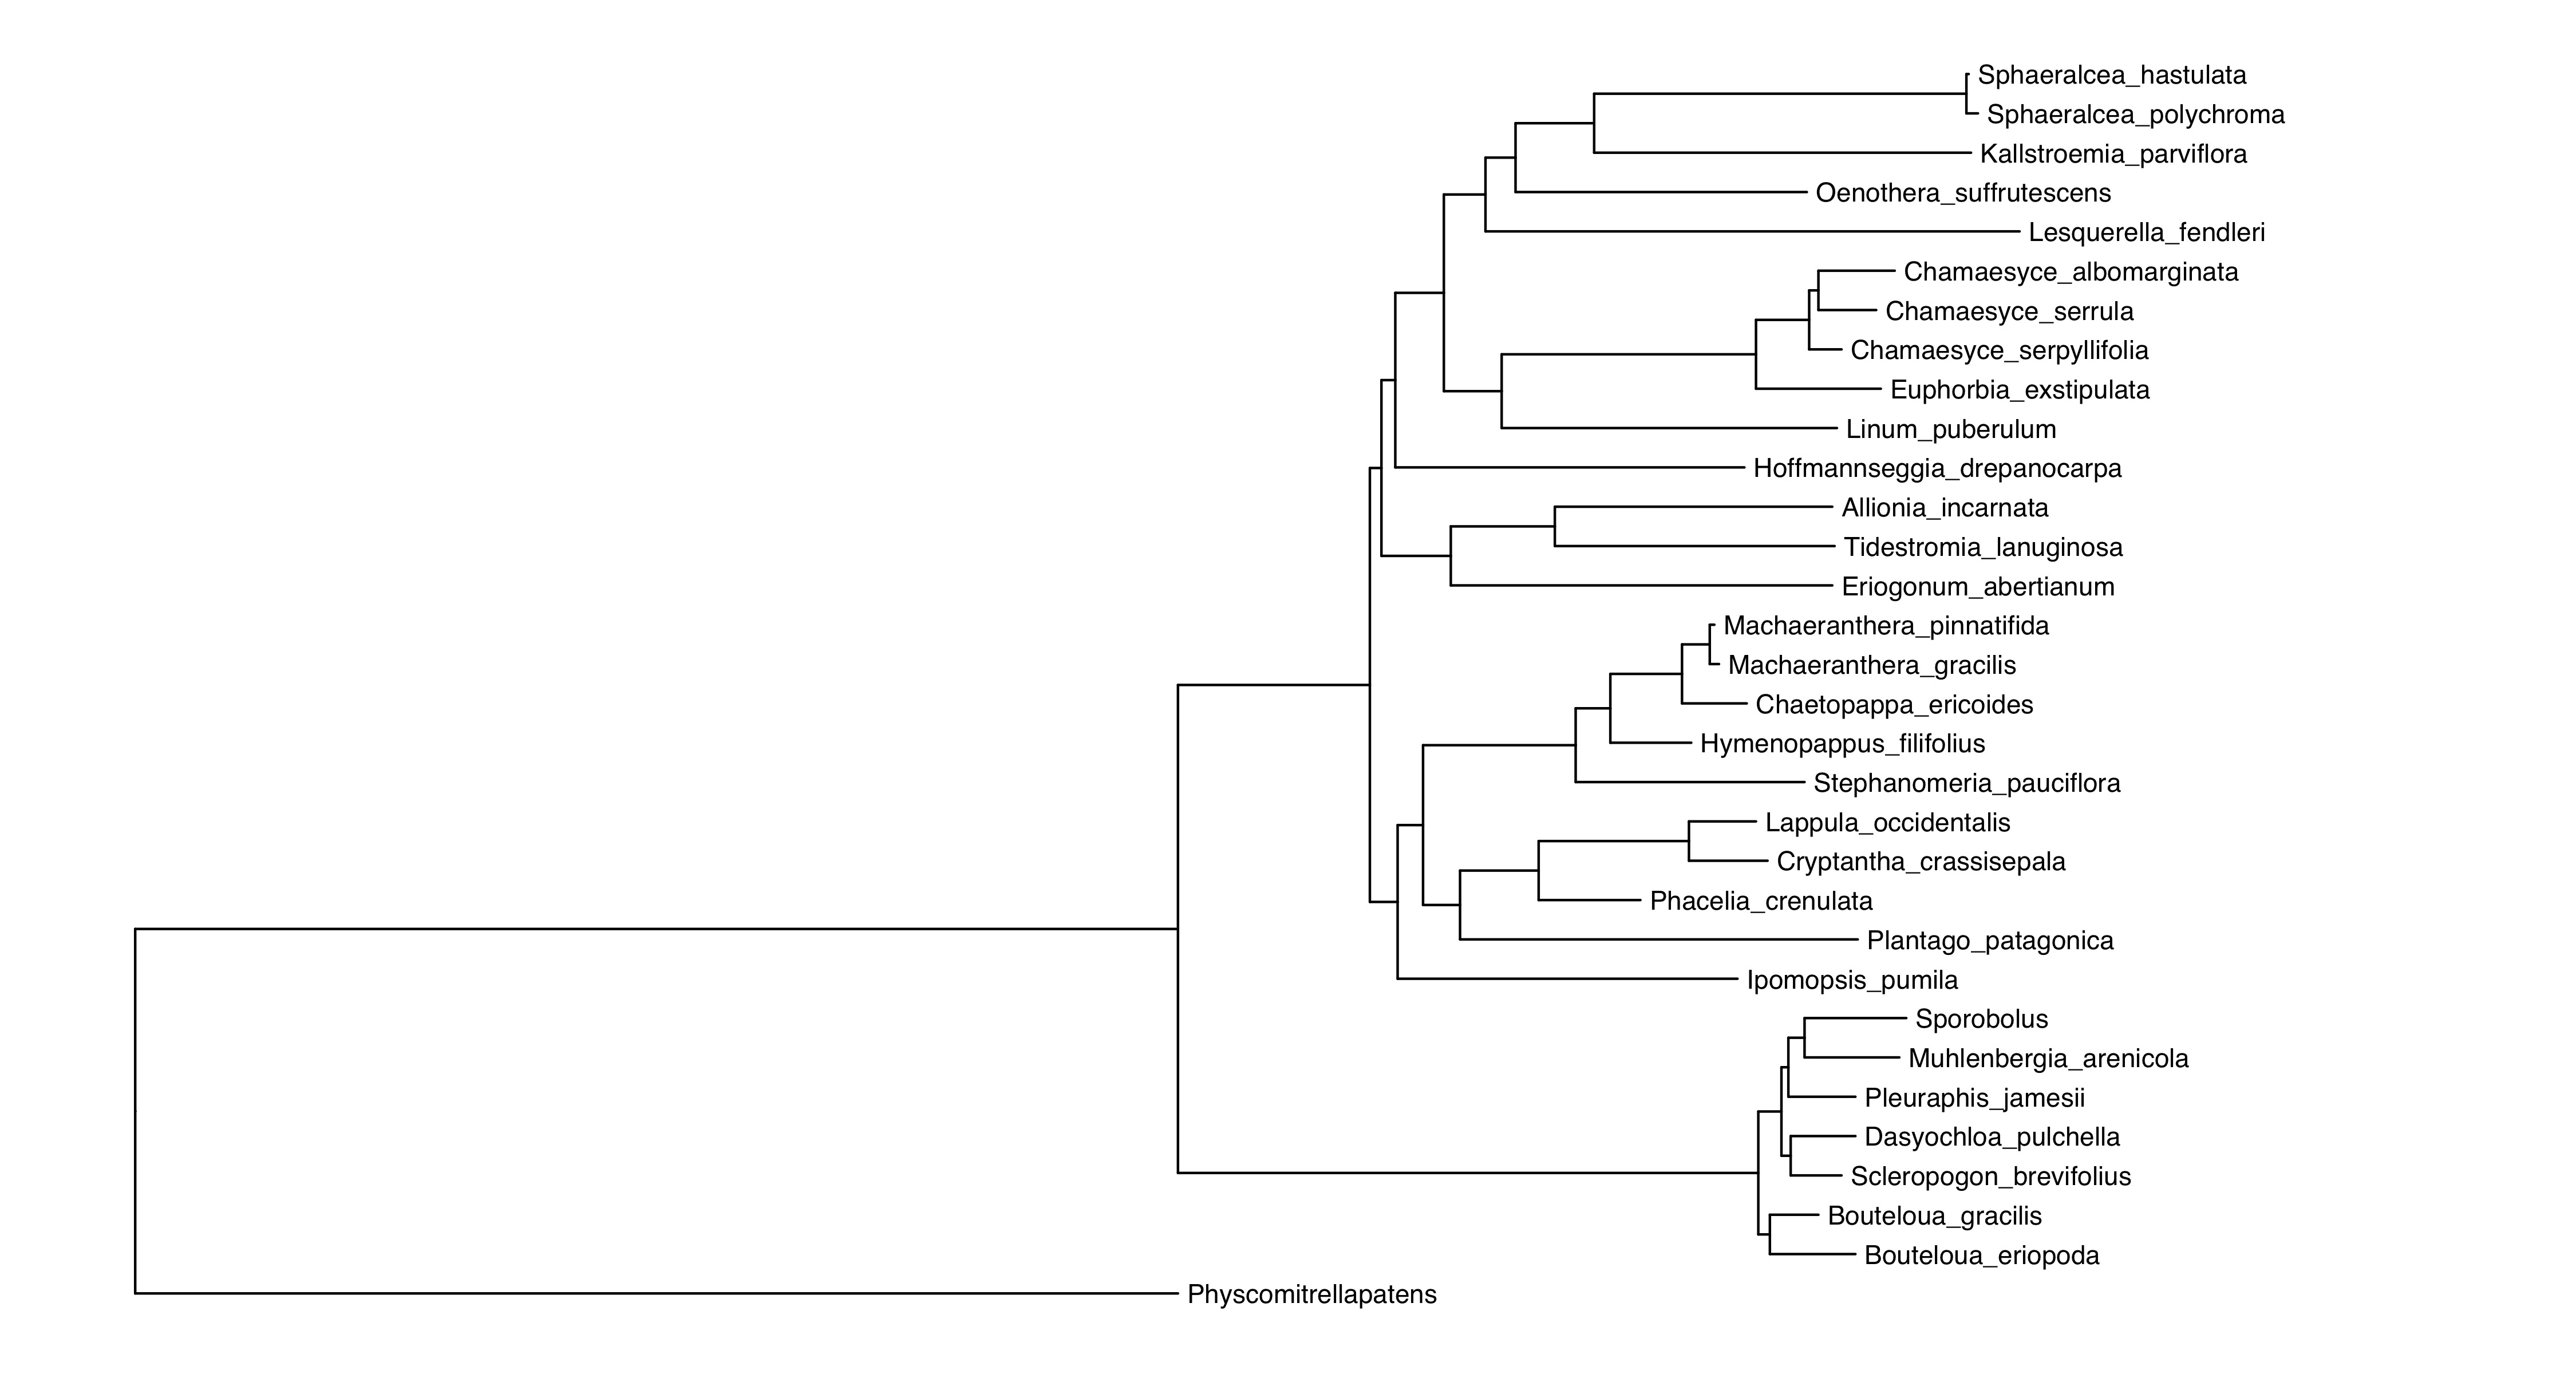 Sphaeralcea_hastulata
Sphaeralcea_polychroma
Kallstroemia_parviflora
Oenothera_suffrutescens
Lesquerella_fendleri
Chamaesyce_albomarginata
Chamaesyce_serrula
Chamaesyce_serpyllifolia
Euphorbia_exstipulata
Linum_puberulum
Hoffmannseggia_drepanocarpa
Allionia_incarnata
Tidestromia_lanuginosa
Eriogonum_abertianum
Machaeranthera_pinnatifida
Machaeranthera_gracilis
Chaetopappa_ericoides
Hymenopappus_filifolius
Stephanomeria_pauciflora
Lappula_occidentalis
Cryptantha_crassisepala
Phacelia_crenulata
Plantago_patagonica
Ipomopsis_pumila
Sporobolus
Muhlenbergia_arenicola
Pleuraphis_jamesii
Dasyochloa_pulchella
Scleropogon_brevifolius
Bouteloua_gracilis
Bouteloua_eriopoda
Physcomitrellapatens